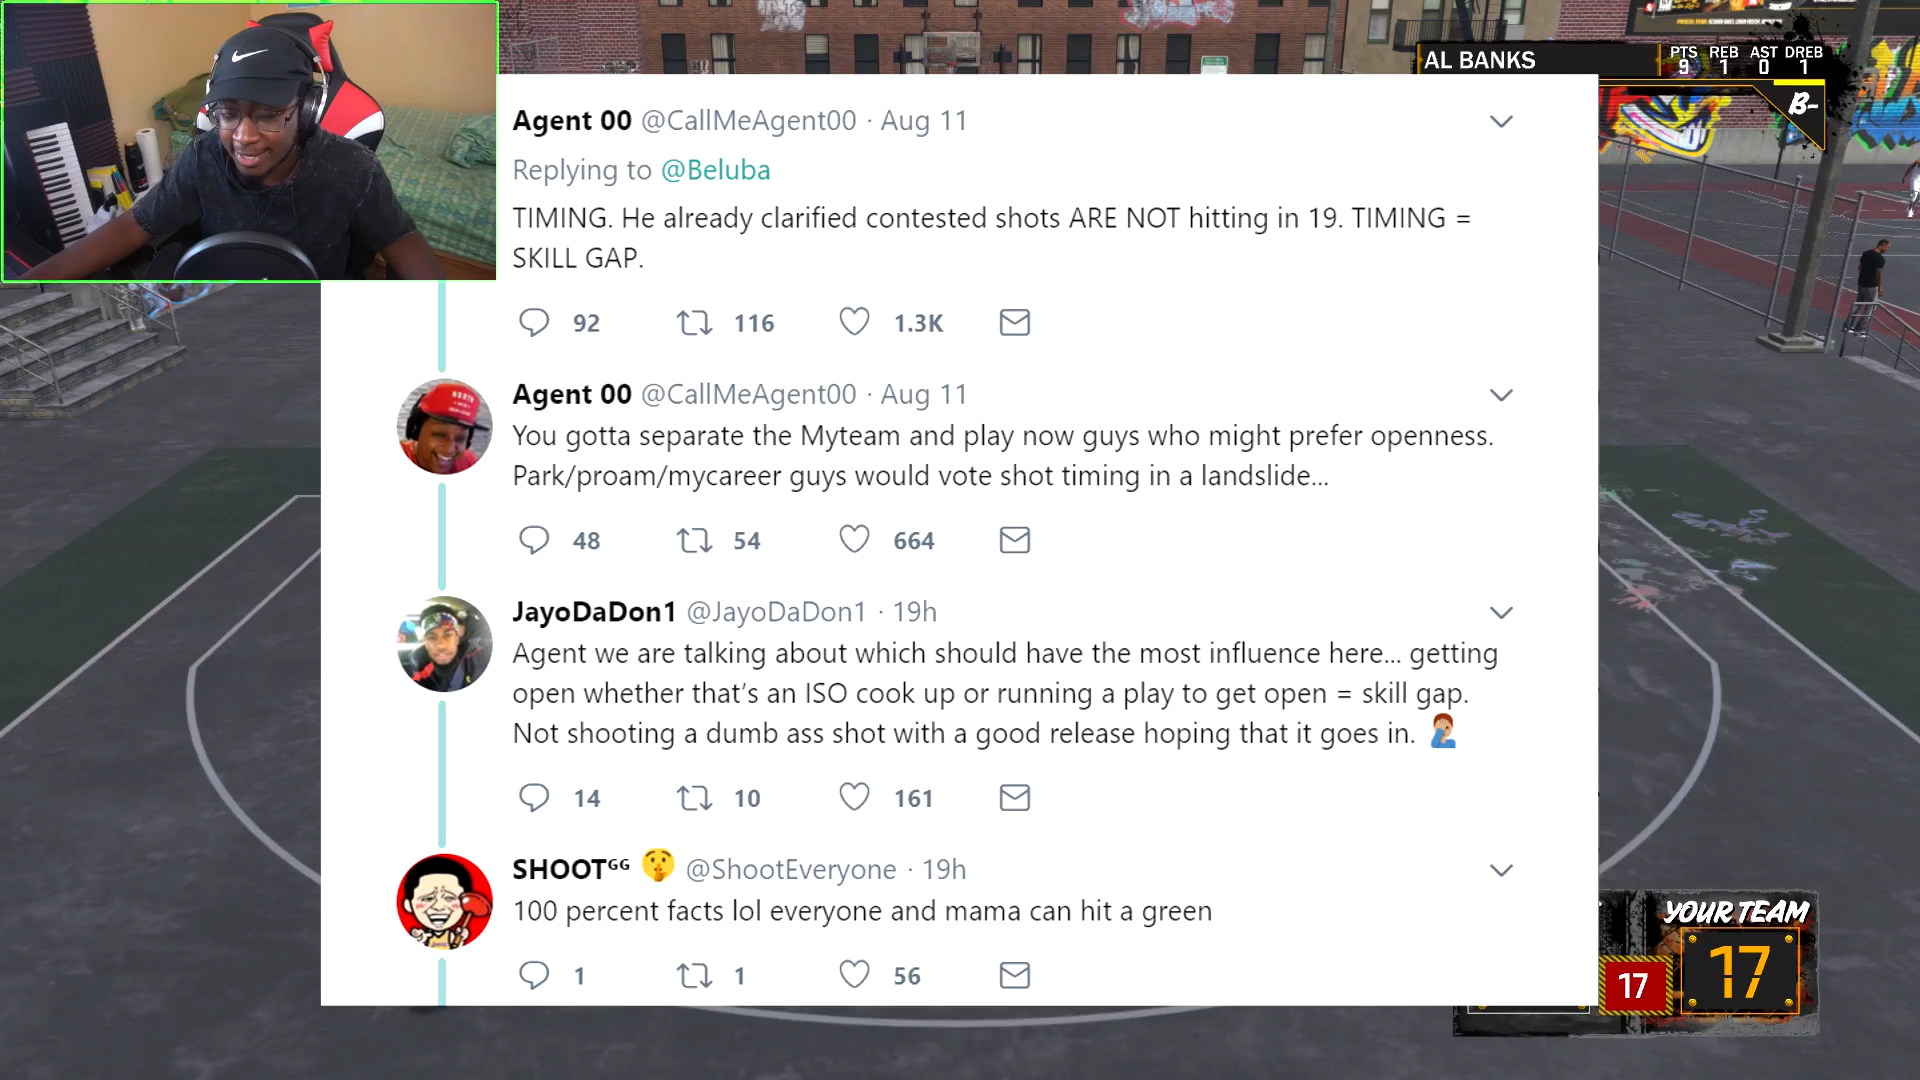 AL BANKS
PTS REB AST DREB
9 1 0 1
B-
Agent 00 @CallMeAgent00 · Aug 11
Replying to @Beluba
TIMING. He already clarified contested shots ARE NOT hitting in 19. TIMING =
SKILL GAP.
92 116 1.3K
Agent 00 @CallMeAgent00 · Aug 11
You gotta separate the Myteam and play now guys who might prefer openness.
Park/proam/mycareer guys would vote shot timing in a landslide...
48 54 664
JayoDaDon1 @JayoDaDon1 · 19h
Agent we are talking about which should have the most influence here... getting
open whether that’s an ISO cook up or running a play to get open = skill gap.
Not shooting a dumb ass shot with a good release hoping that it goes in. 🤦🏽‍♂️
14 10 161
SHOOTᴳᴳ 🤫 @ShootEveryone · 19h
100 percent facts lol everyone and mama can hit a green
1 1 56
YOUR TEAM
17 17